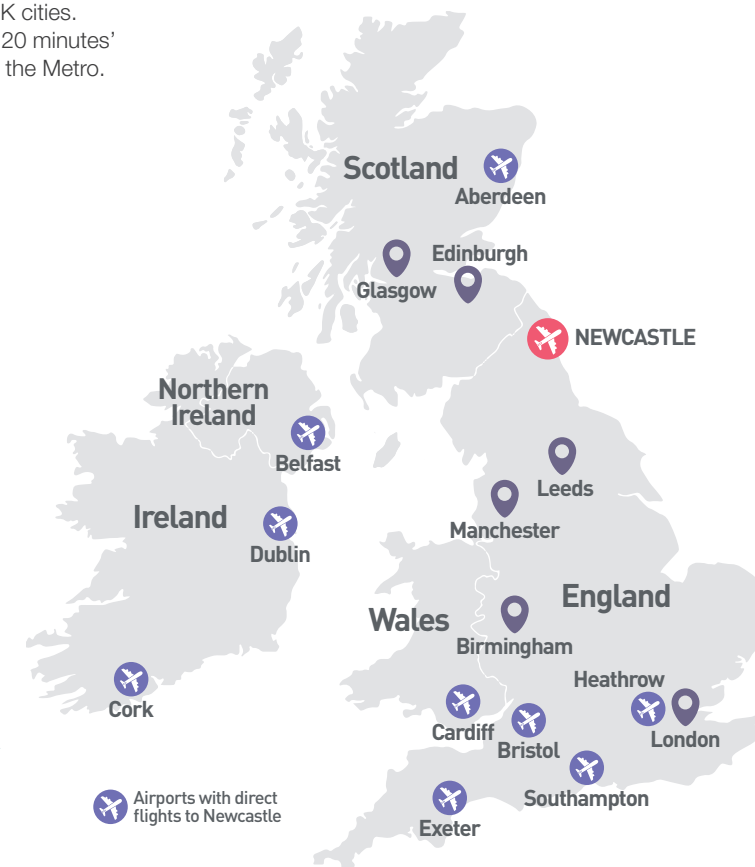 K cities.
20 minutes’
the Metro.
Scotland
Aberdeen
Edinburgh
Glasgow
NEWCASTLE
Northern
Ireland
Belfast
Leeds
Ireland
Manchester
Dublin
England
Wales
Birmingham
Heathrow
Cork
Cardiff
London
Bristol
Southampton
Airports with direct
flights to Newcastle
Exeter